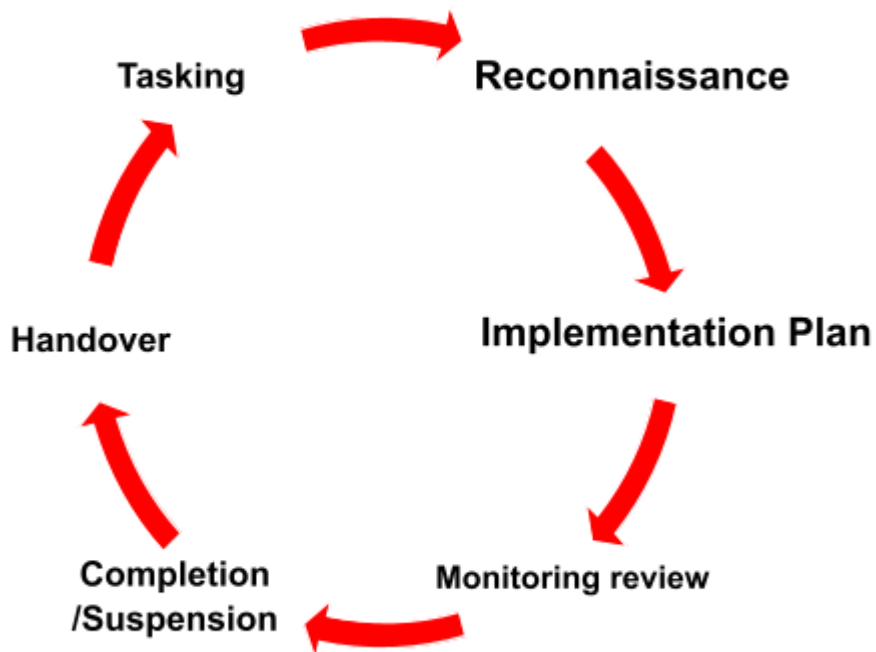 Tasking
Reconnaissance
Implementation Plan
Monitoring review
Completion
/Suspension
Handover